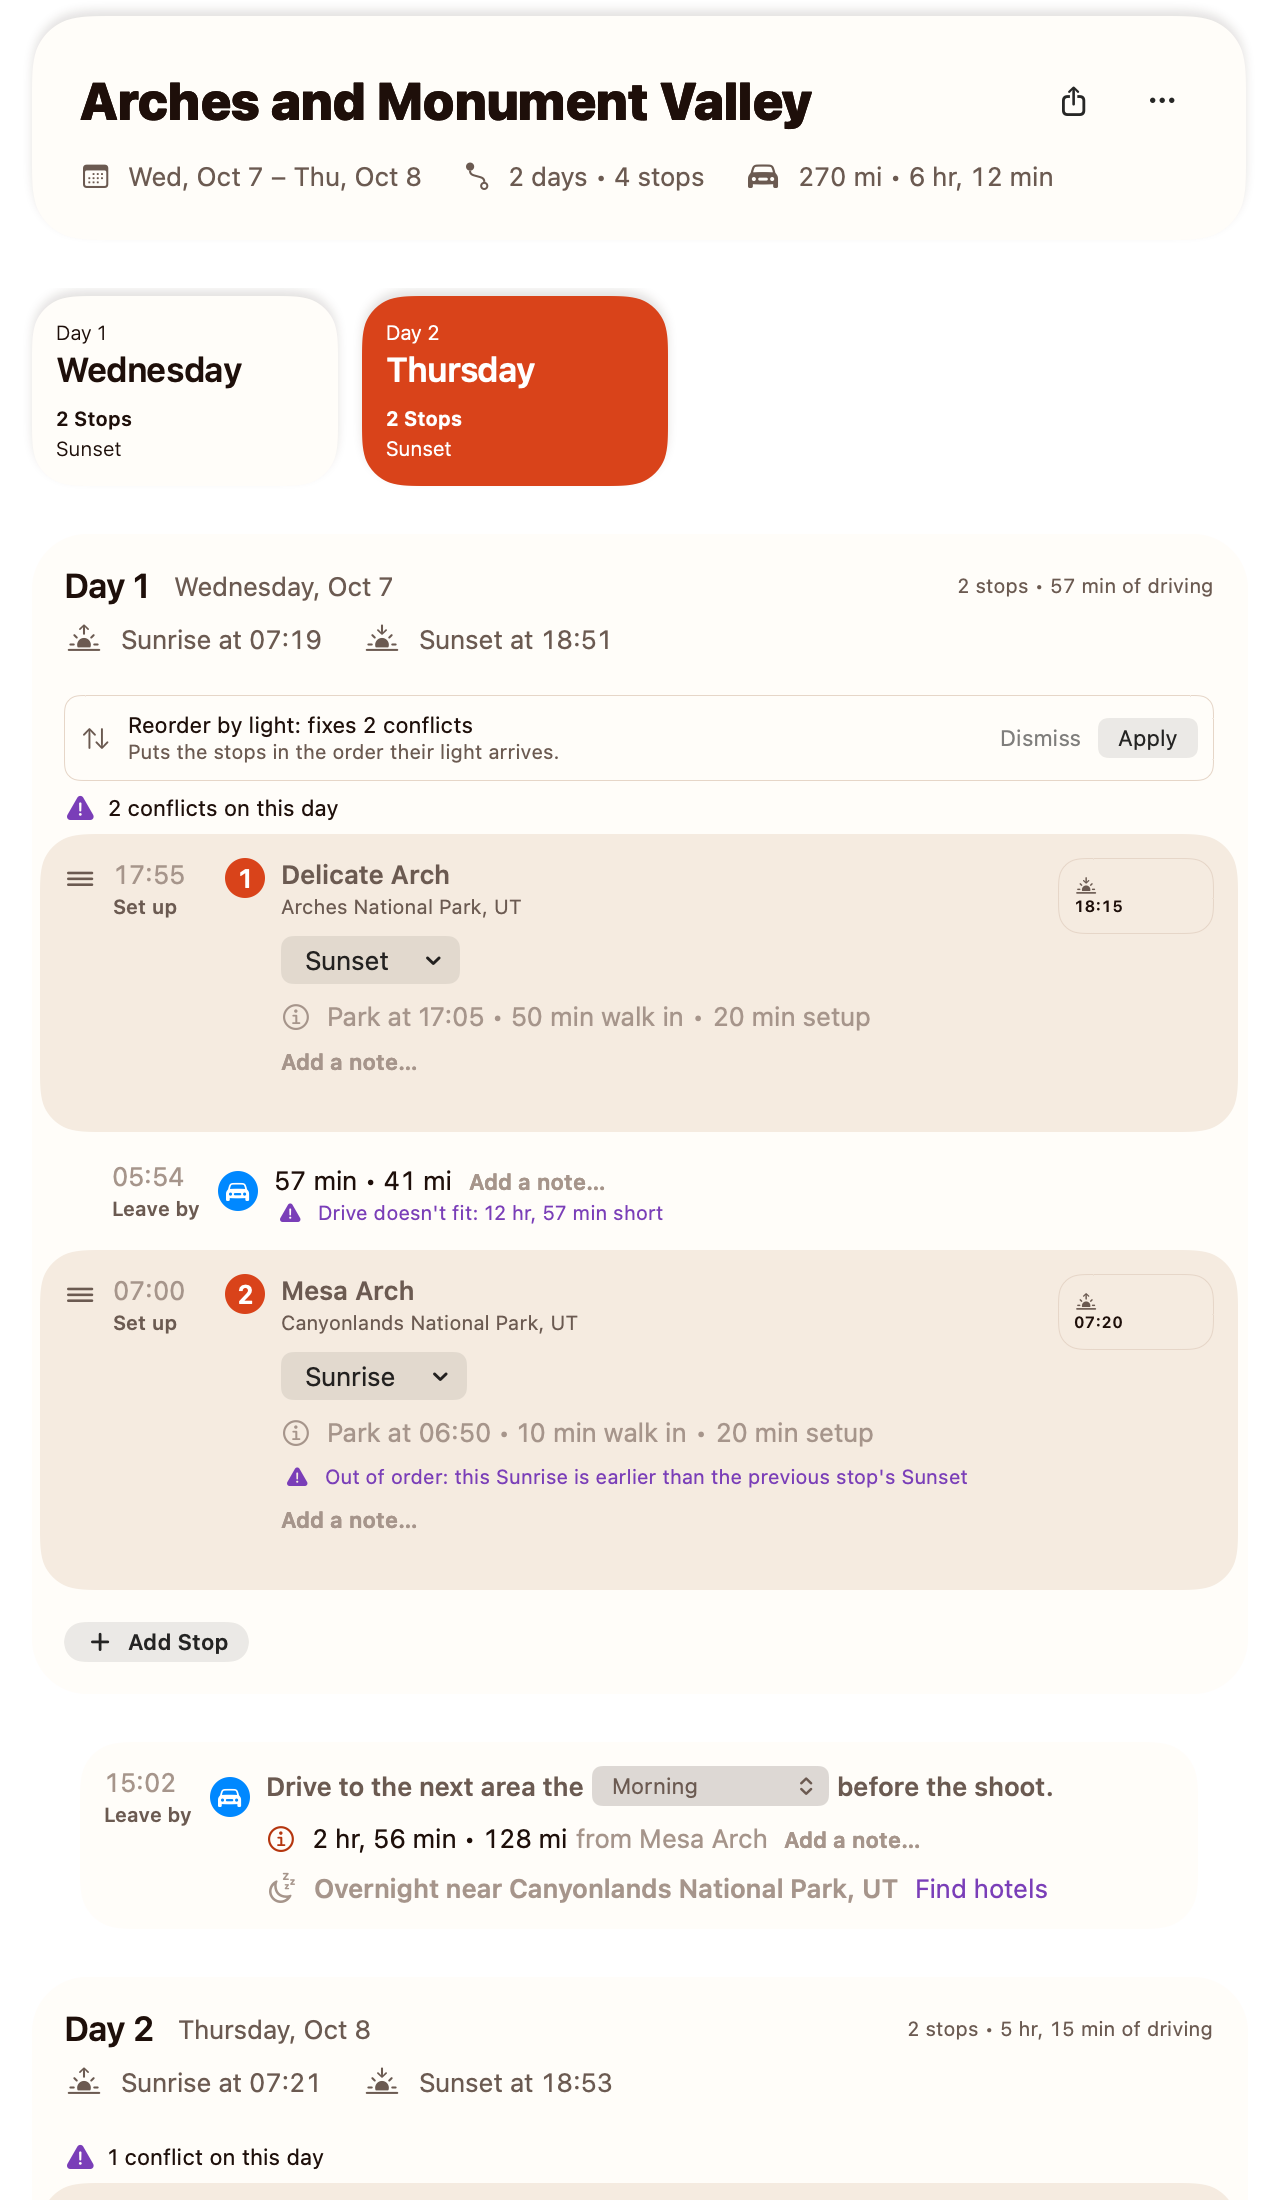 Arches and Monument Valley
Wed, Oct 7 – Thu, Oct 8
2 days • 4 stops
270 mi • 6 hr, 12 min
Day 1
Wednesday
2 Stops
Sunset
Day 2
Thursday
2 Stops
Sunset
Day 1 Wednesday, Oct 7
2 stops • 57 min of driving
Sunrise at 07:19
Sunset at 18:51
Reorder by light: fixes 2 conflicts
Puts the stops in the order their light arrives.
Dismiss
Apply
2 conflicts on this day
17:55
Set up
1
Delicate Arch
Arches National Park, UT
18:15
Sunset
Park at 17:05 • 50 min walk in • 20 min setup
Add a note...
05:54
Leave by
57 min • 41 mi Add a note...
Drive doesn't fit: 12 hr, 57 min short
07:00
Set up
2
Mesa Arch
Canyonlands National Park, UT
07:20
Sunrise
Park at 06:50 • 10 min walk in • 20 min setup
Out of order: this Sunrise is earlier than the previous stop's Sunset
Add a note...
+ Add Stop
15:02
Leave by
Drive to the next area the Morning before the shoot.
2 hr, 56 min • 128 mi from Mesa Arch Add a note...
Overnight near Canyonlands National Park, UT Find hotels
Day 2 Thursday, Oct 8
2 stops • 5 hr, 15 min of driving
Sunrise at 07:21
Sunset at 18:53
1 conflict on this day